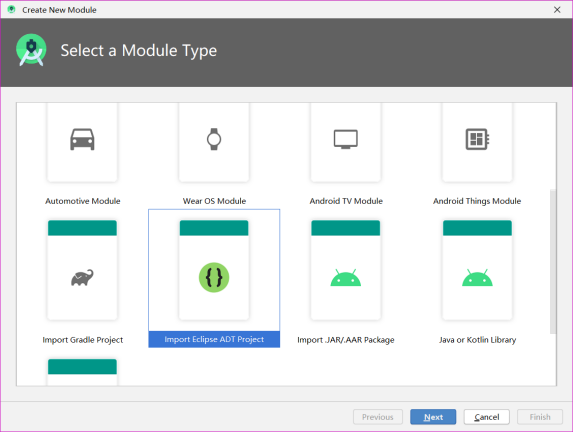 Create New Module
Select a Module Type
Automotive Module
Wear OS Module
Android TV Module
Android Things Module
{}
Import Gradle Project
Import Eclipse ADT Project
Import .JAR/.AAR Package
Java or Kotlin Library
Previous
Next
Cancel
Finish